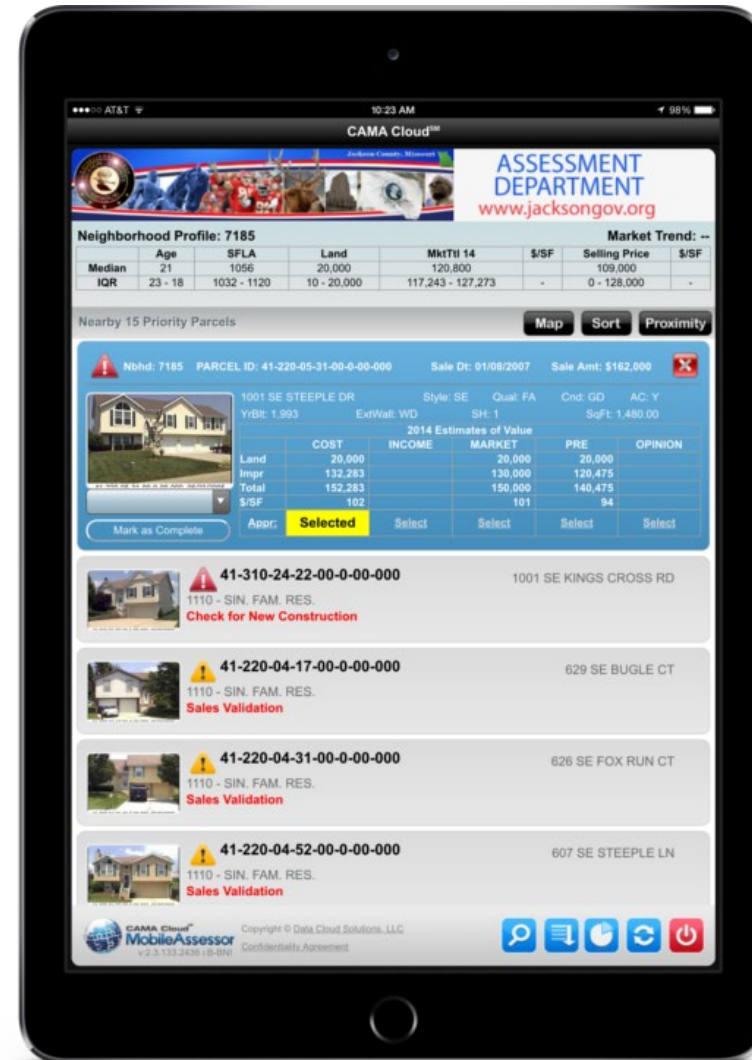 AT&T 10:23 AM 98%
CAMA Cloud℠
Jackson County, Missouri
ASSESSMENT
DEPARTMENT
www.jacksongov.org
Neighborhood Profile: 7185 Market Trend: --
Age SFLA Land MktTtl 14 $/SF Selling Price $/SF
Median 21 1056 20,000 120,800 109,000
IQR 23 - 18 1032 - 1120 10 - 20,000 117,243 - 127,273 - 0 - 128,000 -
Nearby 15 Priority Parcels Map Sort Proximity
Nbhd: 7185 PARCEL ID: 41-220-05-31-00-0-00-000 Sale Dt: 01/08/2007 Sale Amt: $162,000
1001 SE STEEPLE DR Style: SE Qual: FA Cnd: GD AC: Y
YrBlt: 1,993 ExtWall: WD SH: 1 SqFt: 1,480.00
2014 Estimates of Value
COST INCOME MARKET PRE OPINION
Land 20,000 20,000 20,000
Impr 132,283 130,000 120,475
Total 152,283 150,000 140,475
$/SF 102 101 94
Mark as Complete Appr: Selected Select Select Select Select
41-310-24-22-00-0-00-000 1001 SE KINGS CROSS RD
1110 - SIN. FAM. RES.
Check for New Construction
41-220-04-17-00-0-00-000 629 SE BUGLE CT
1110 - SIN. FAM. RES.
Sales Validation
41-220-04-31-00-0-00-000 626 SE FOX RUN CT
1110 - SIN. FAM. RES.
Sales Validation
41-220-04-52-00-0-00-000 607 SE STEEPLE LN
1110 - SIN. FAM. RES.
Sales Validation
CAMA Cloud℠ Copyright © Data Cloud Solutions, LLC
MobileAssessor Confidentiality Agreement
v:2.3.133.2436 i:B-BNI